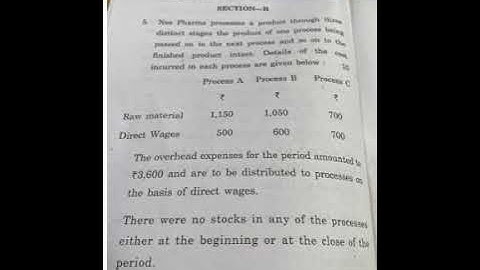 SECTION—B
5. Neo Pharma processes a product through three
distinct stages the product of one process being
passed on to the next process and so on to the
finished product intact. Details of the cost
incurred in each process are given below : 15
Process A Process B Process C
₹ ₹ ₹
Raw material 1,150 1,050 700
Direct Wages 500 600 700
The overhead expenses for the period amounted to
₹3,600 and are to be distributed to processes on
the basis of direct wages.
There were no stocks in any of the processes
either at the beginning or at the close of the
period.